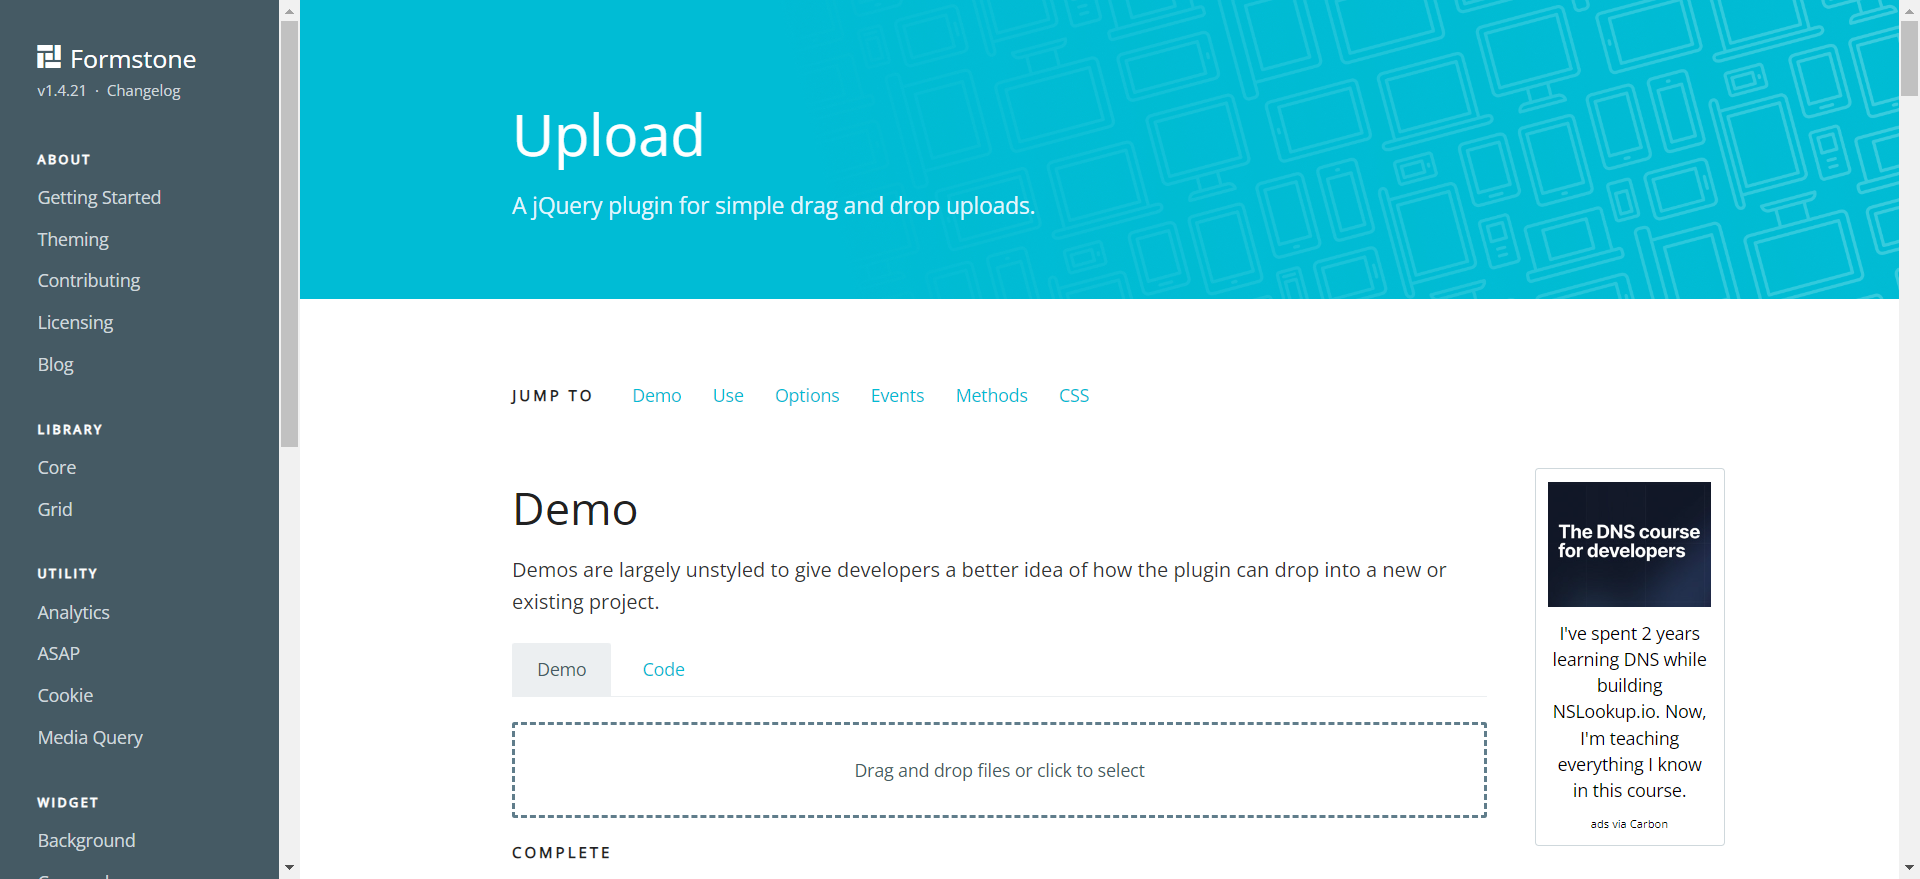 Formstone
v1.4.21 · Changelog
ABOUT
Getting Started
Theming
Contributing
Licensing
Blog
LIBRARY
Core
Grid
UTILITY
Analytics
ASAP
Cookie
Media Query
WIDGET
Background
Upload
A jQuery plugin for simple drag and drop uploads.
JUMP TO Demo Use Options Events Methods CSS
Demo
Demos are largely unstyled to give developers a better idea of how the plugin can drop into a new or
existing project.
Demo Code
Drag and drop files or click to select
COMPLETE
The DNS course
for developers
I've spent 2 years
learning DNS while
building
NSLookup.io. Now,
I'm teaching
everything I know
in this course.
ads via Carbon